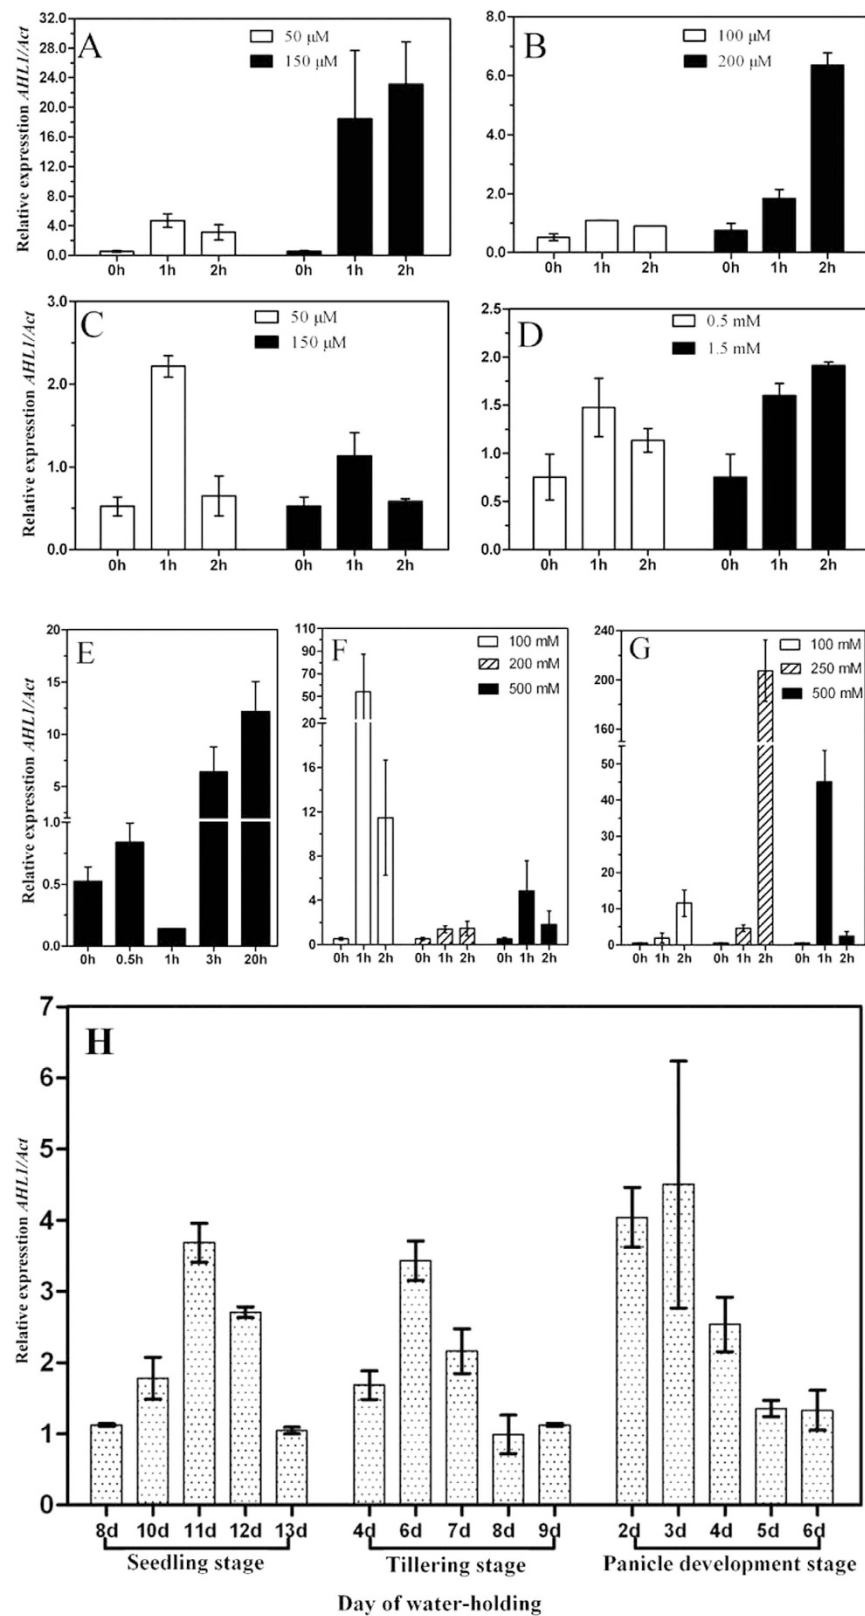 A
50 μM
150 μM
Relative expresstion AHL1/Act
32.0
28.0
24.0
20.0
16.0
12.0
8.0
4.0
0.0
0h 1h 2h 0h 1h 2h
B
100 μM
200 μM
8.0
6.0
4.0
2.0
0.0
0h 1h 2h 0h 1h 2h
C
50 μM
150 μM
Relative expresstion AHL1/Act
3.0
2.0
1.0
0.0
0h 1h 2h 0h 1h 2h
D
0.5 mM
1.5 mM
2.5
2.0
1.5
1.0
0.5
0.0
0h 1h 2h 0h 1h 2h
E
Relative expresstion AHL1/Act
20
15
10
5
1.0
0.5
0.0
0h 0.5h 1h 3h 20h
F
100 mM
200 mM
500 mM
110
90
70
50
20
16
12
8
4
0
0h 1h 2h 0h 1h 2h 0h 1h 2h
G
100 mM
250 mM
500 mM
240
200
160
50
40
30
20
10
0
0h 1h 2h 0h 1h 2h 0h 1h 2h
H
Relative expresstion AHL1/Act
7
6
5
4
3
2
1
0
8d 10d 11d 12d 13d 4d 6d 7d 8d 9d 2d 3d 4d 5d 6d
Seedling stage Tillering stage Panicle development stage
Day of water-holding